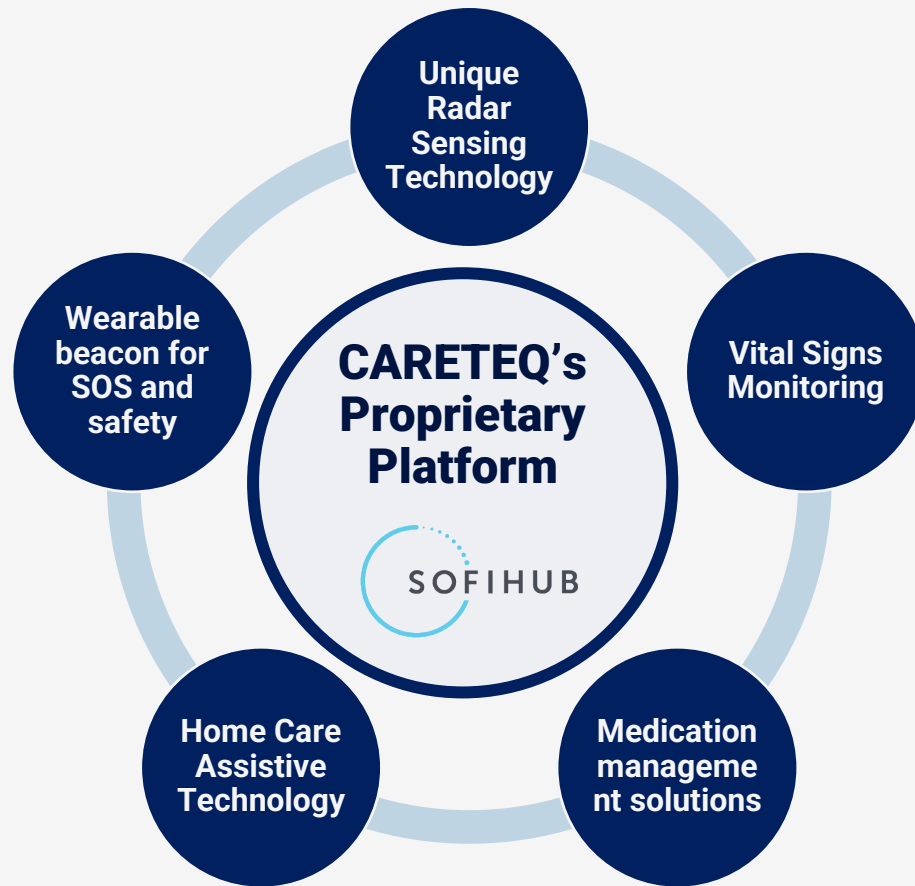 Unique
Radar
Sensing
Technology
Wearable
beacon for
SOS and
safety
CARETEQ’s
Proprietary
Platform
SOFIHUB
Vital Signs
Monitoring
Home Care
Assistive
Technology
Medication
manageme
nt solutions